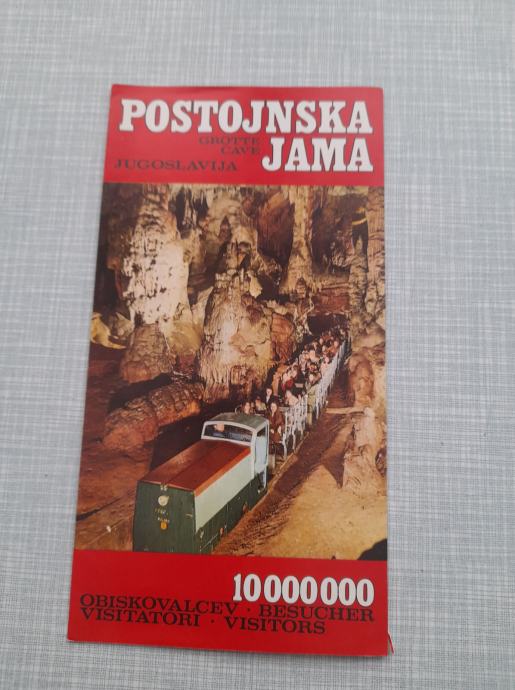 POSTOJNSKA
GROTTE
CAVE
JAMA
JUGOSLAVIJA
10 000 000
OBISKOVALCEV · BESUCHER
VISITATORI · VISITORS